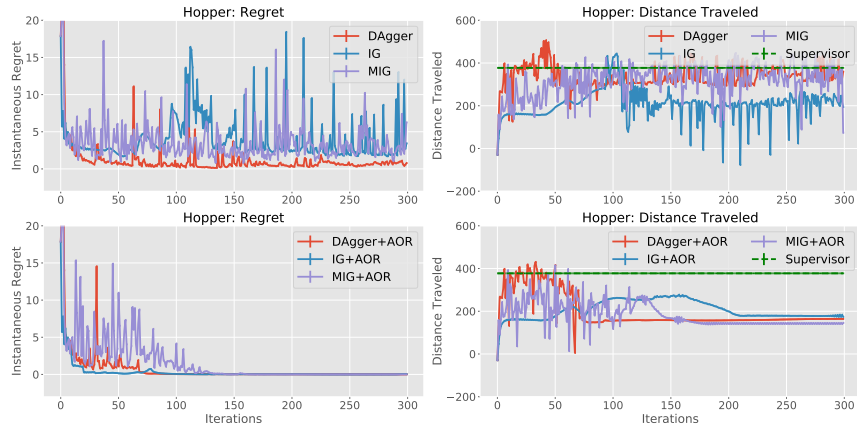 Hopper: Regret
Instantaneous Regret
20
15
10
5
0
DAgger
IG
MIG
0 50 100 150 200 250 300
Hopper: Distance Traveled
Distance Traveled
600
400
200
0
−200
DAgger
IG
MIG
Supervisor
0 50 100 150 200 250 300
Hopper: Regret
Instantaneous Regret
20
15
10
5
0
DAgger+AOR
IG+AOR
MIG+AOR
0 50 100 150 200 250 300
Iterations
Hopper: Distance Traveled
Distance Traveled
600
400
200
0
−200
DAgger+AOR
IG+AOR
MIG+AOR
Supervisor
0 50 100 150 200 250 300
Iterations